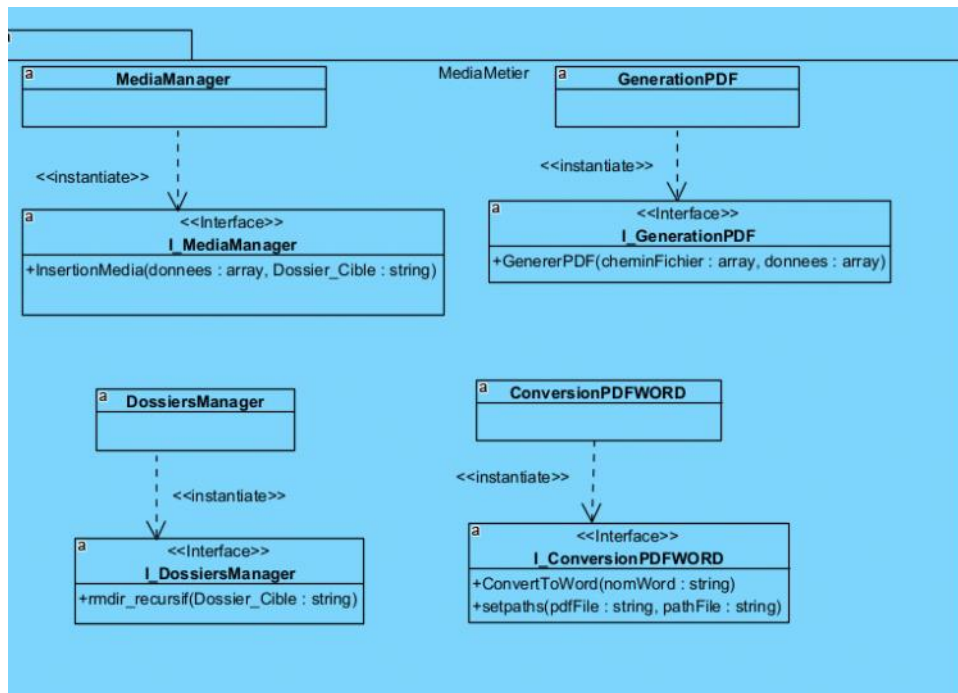 a
MediaMetier
a
MediaManager
<<instantiate>>
a
<<Interface>>
I_MediaManager
+InsertionMedia(donnees : array, Dossier_Cible : string)
a
GenerationPDF
<<instantiate>>
a
<<Interface>>
I_GenerationPDF
+GenererPDF(cheminFichier : array, donnees : array)
a
DossiersManager
<<instantiate>>
a
<<Interface>>
I_DossiersManager
+rmdir_recursif(Dossier_Cible : string)
a
ConversionPDFWORD
<<instantiate>>
a
<<Interface>>
I_ConversionPDFWORD
+ConvertToWord(nomWord : string)
+setpaths(pdfFile : string, pathFile : string)